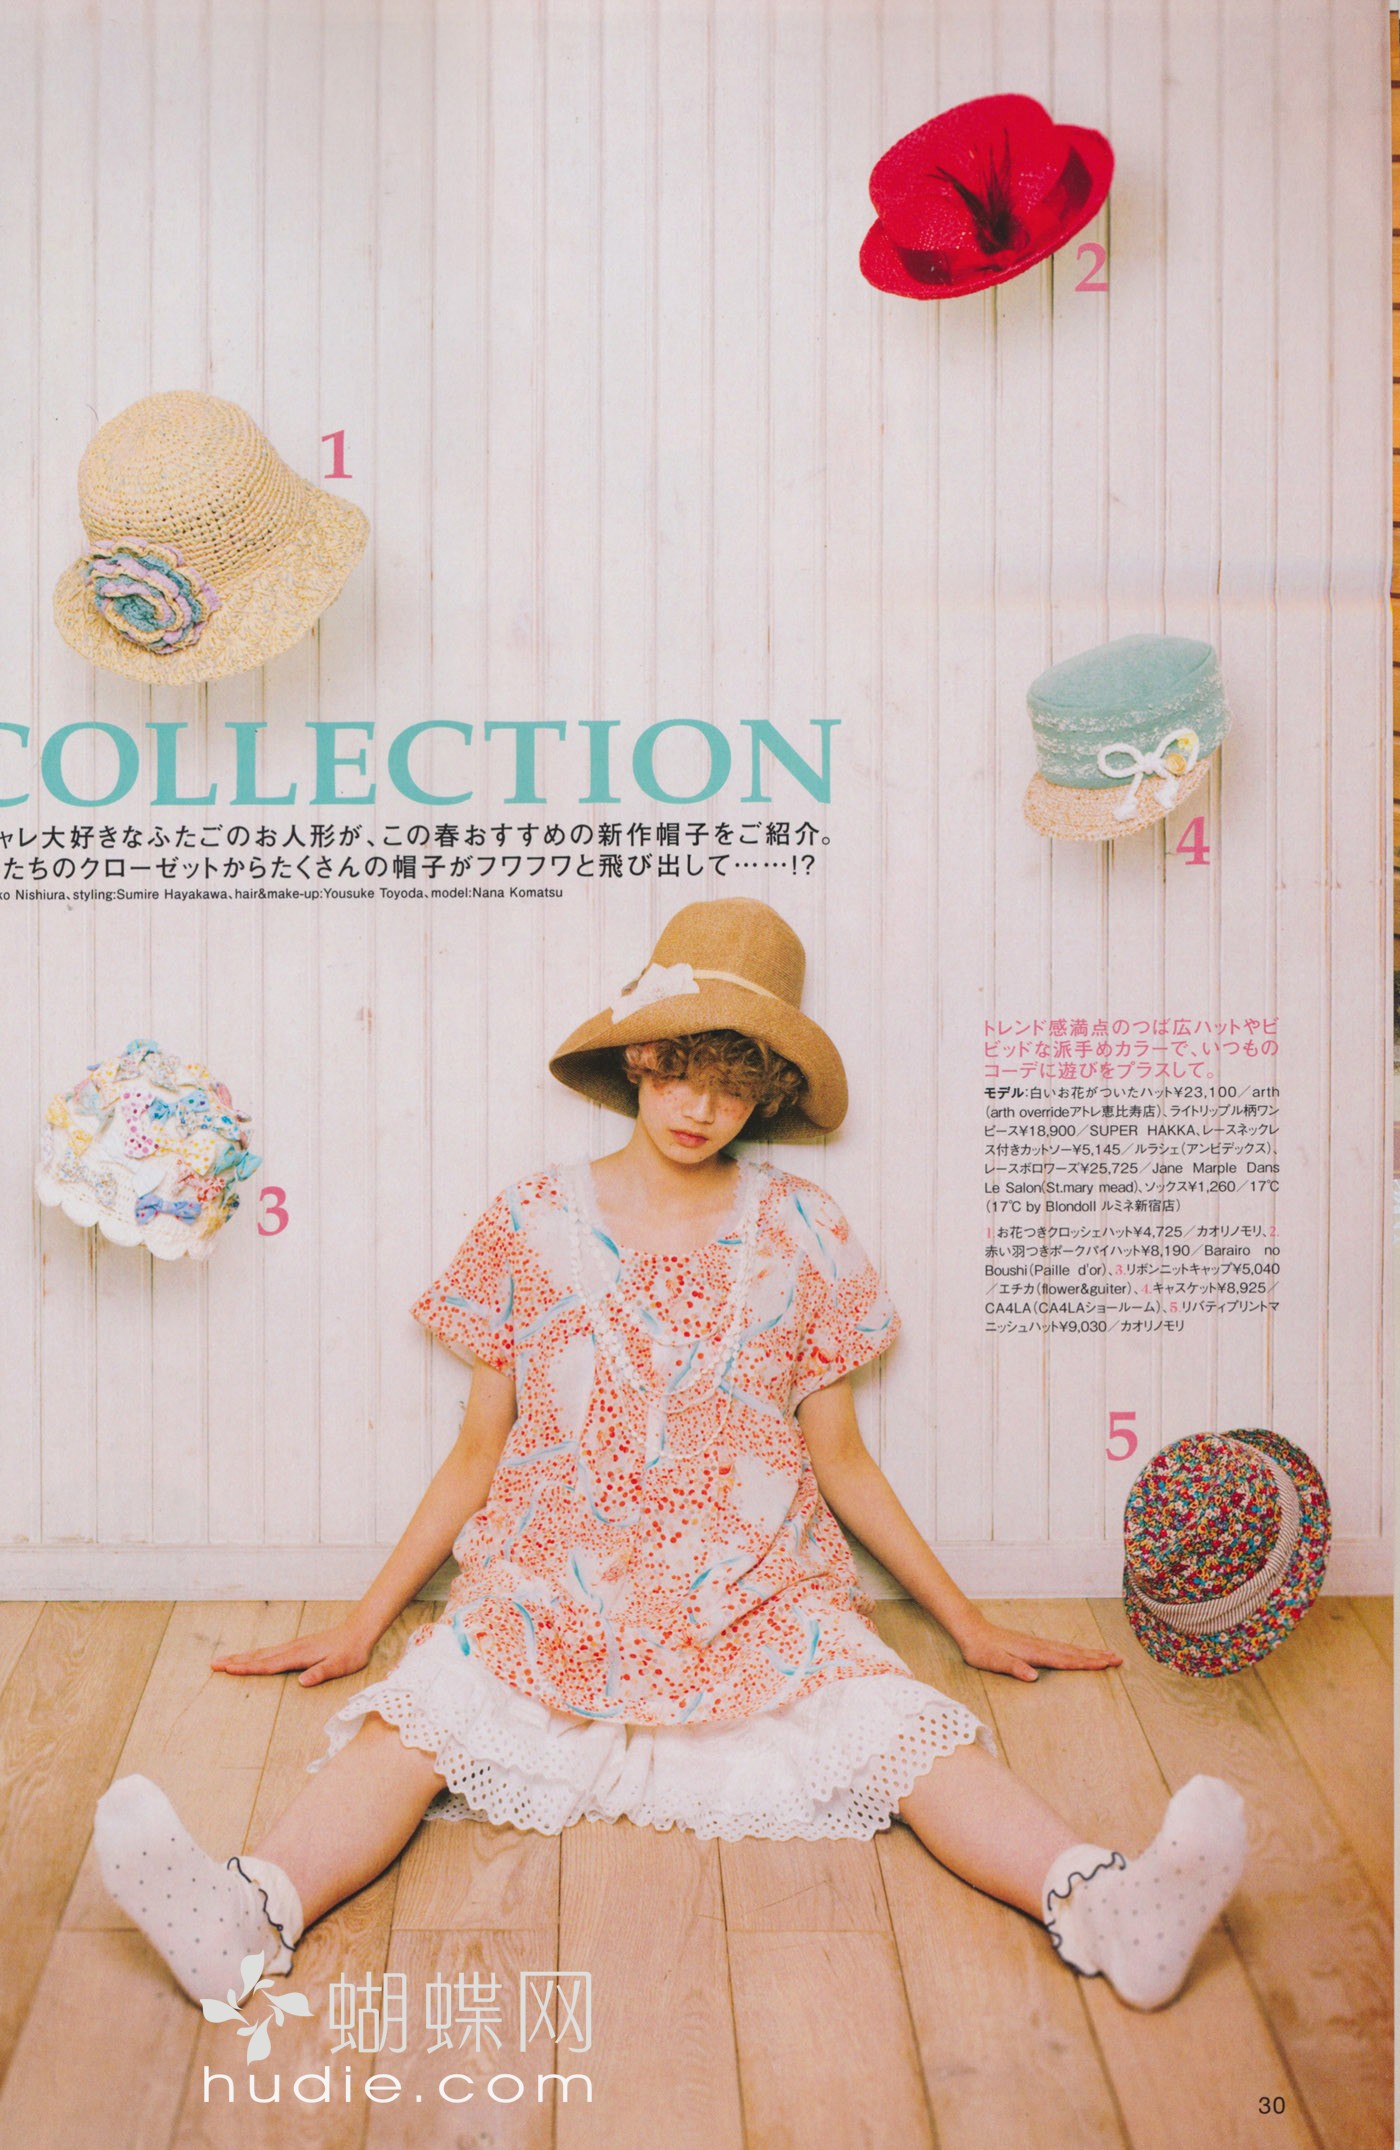 1
2
COLLECTION
ャレ大好きなふたごのお人形が、この春おすすめの新作帽子をご紹介。
たちのクローゼットからたくさんの帽子がフワフワと飛び出して……!?
ko Nishiura、styling:Sumire Hayakawa、hair&make-up:Yousuke Toyoda、model:Nana Komatsu
4
3
トレンド感満点のつば広ハットやビ
ビッドな派手めカラーで、いつもの
コーデに遊びをプラスして。
モデル:白いお花がついたハット¥23,100/arth
(arth overrideアトレ恵比寿店)、ライトリップル柄ワン
ピース¥18,900/SUPER HAKKA、レースネックレ
ス付きカットソー¥5,145/ルラシェ(アンビデックス)、
レースボロワーズ¥25,725/Jane Marple Dans
Le Salon(St.mary mead)、ソックス¥1,260/17℃
(17℃ by Blondoll ルミネ新宿店)
1.お花つきクロッシェハット¥4,725/カオリノモリ、2.
赤い羽つきポークパイハット¥8,190/Barairo no
Boushi(Paille d'or)、3.リボンニットキャップ¥5,040
/エチカ(flower&guiter)、4.キャスケット¥8,925/
CA4LA(CA4LAショールーム)、5.リバティプリントマ
ニッシュハット¥9,030/カオリノモリ
5
蝴蝶网
hudie.com
30